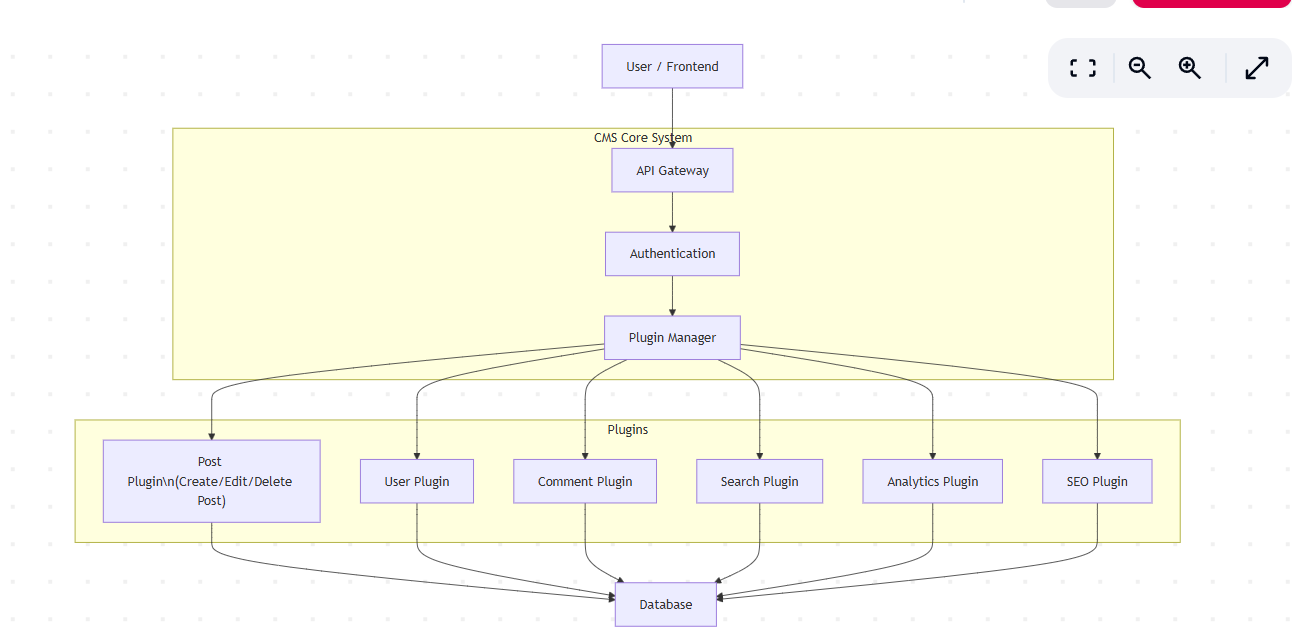 User / Frontend
CMS Core System
API Gateway
Authentication
Plugin Manager
Plugins
Post
Plugin\n(Create/Edit/Delete
Post)
User Plugin
Comment Plugin
Search Plugin
Analytics Plugin
SEO Plugin
Database